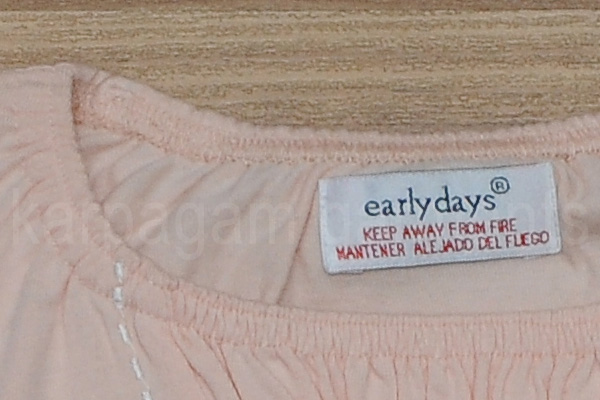 earlydays®
KEEP AWAY FROM FIRE
MANTENER ALEJADO DEL FUEGO